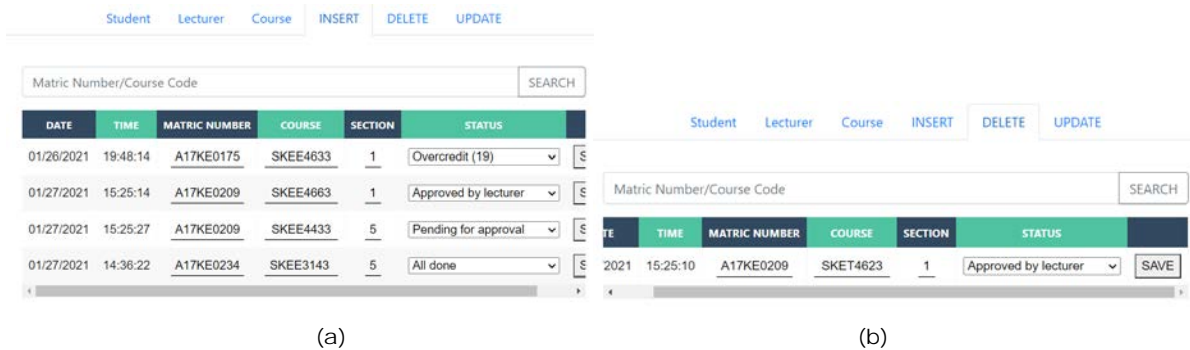 Student Lecturer Course INSERT DELETE UPDATE
Matric Number/Course Code SEARCH
DATE TIME MATRIC NUMBER COURSE SECTION STATUS
01/26/2021 19:48:14 A17KE0175 SKEE4633 1 Overcredit (19) S
01/27/2021 15:25:14 A17KE0209 SKEE4663 1 Approved by lecturer S
01/27/2021 15:25:27 A17KE0209 SKEE4433 5 Pending for approval S
01/27/2021 14:36:22 A17KE0234 SKEE3143 5 All done S
(a)
Student Lecturer Course INSERT DELETE UPDATE
Matric Number/Course Code SEARCH
TE TIME MATRIC NUMBER COURSE SECTION STATUS
/2021 15:25:10 A17KE0209 SKET4623 1 Approved by lecturer SAVE
(b)